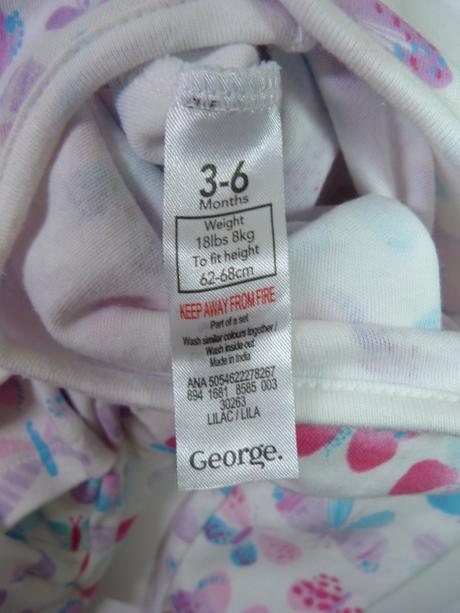 3-6
Months
Weight
18lbs 8kg
To fit height
62-68cm
KEEP AWAY FROM FIRE
Part of a set
Wash similar colours together/
Wash inside out
Made in India
ANA 5054622278267
894 1681 8585 003
30263
LILAC/LILA
George.